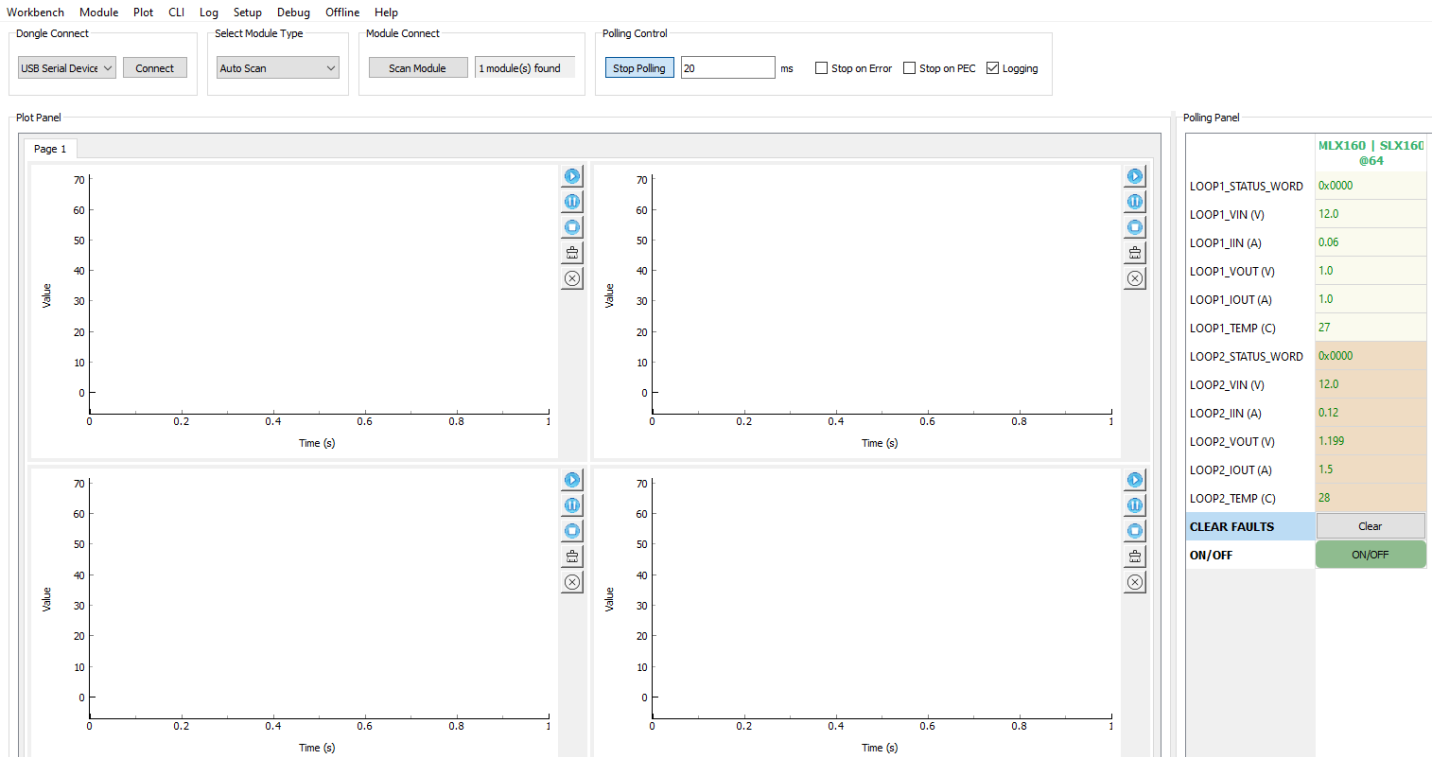 Workbench Module Plot CLI Log Setup Debug Offline Help
Dongle Connect
USB Serial Device
Connect
Select Module Type
Auto Scan
Module Connect
Scan Module
1 module(s) found
Polling Control
Stop Polling
20
ms
Stop on Error
Stop on PEC
Logging
Plot Panel
Page 1
70
60
50
40
30
20
10
0
Value
0 0.2 0.4 0.6 0.8 1
Time (s)
70
60
50
40
30
20
10
0
Value
0 0.2 0.4 0.6 0.8 1
Time (s)
70
60
50
40
30
20
10
0
Value
0 0.2 0.4 0.6 0.8 1
Time (s)
70
60
50
40
30
20
10
0
Value
0 0.2 0.4 0.6 0.8 1
Time (s)
Polling Panel
MLX160 | SLX160
@64
LOOP1_STATUS_WORD 0x0000
LOOP1_VIN (V) 12.0
LOOP1_IIN (A) 0.06
LOOP1_VOUT (V) 1.0
LOOP1_IOUT (A) 1.0
LOOP1_TEMP (C) 27
LOOP2_STATUS_WORD 0x0000
LOOP2_VIN (V) 12.0
LOOP2_IIN (A) 0.12
LOOP2_VOUT (V) 1.199
LOOP2_IOUT (A) 1.5
LOOP2_TEMP (C) 28
CLEAR FAULTS Clear
ON/OFF ON/OFF